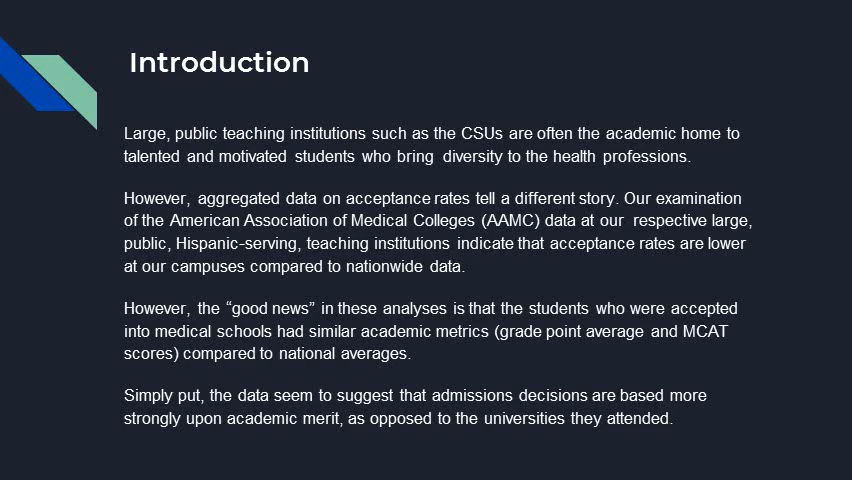 Introduction
Large, public teaching institutions such as the CSUs are often the academic home to
talented and motivated students who bring diversity to the health professions.
However, aggregated data on acceptance rates tell a different story. Our examination
of the American Association of Medical Colleges (AAMC) data at our respective large,
public, Hispanic-serving, teaching institutions indicate that acceptance rates are lower
at our campuses compared to nationwide data.
However, the “good news” in these analyses is that the students who were accepted
into medical schools had similar academic metrics (grade point average and MCAT
scores) compared to national averages.
Simply put, the data seem to suggest that admissions decisions are based more
strongly upon academic merit, as opposed to the universities they attended.